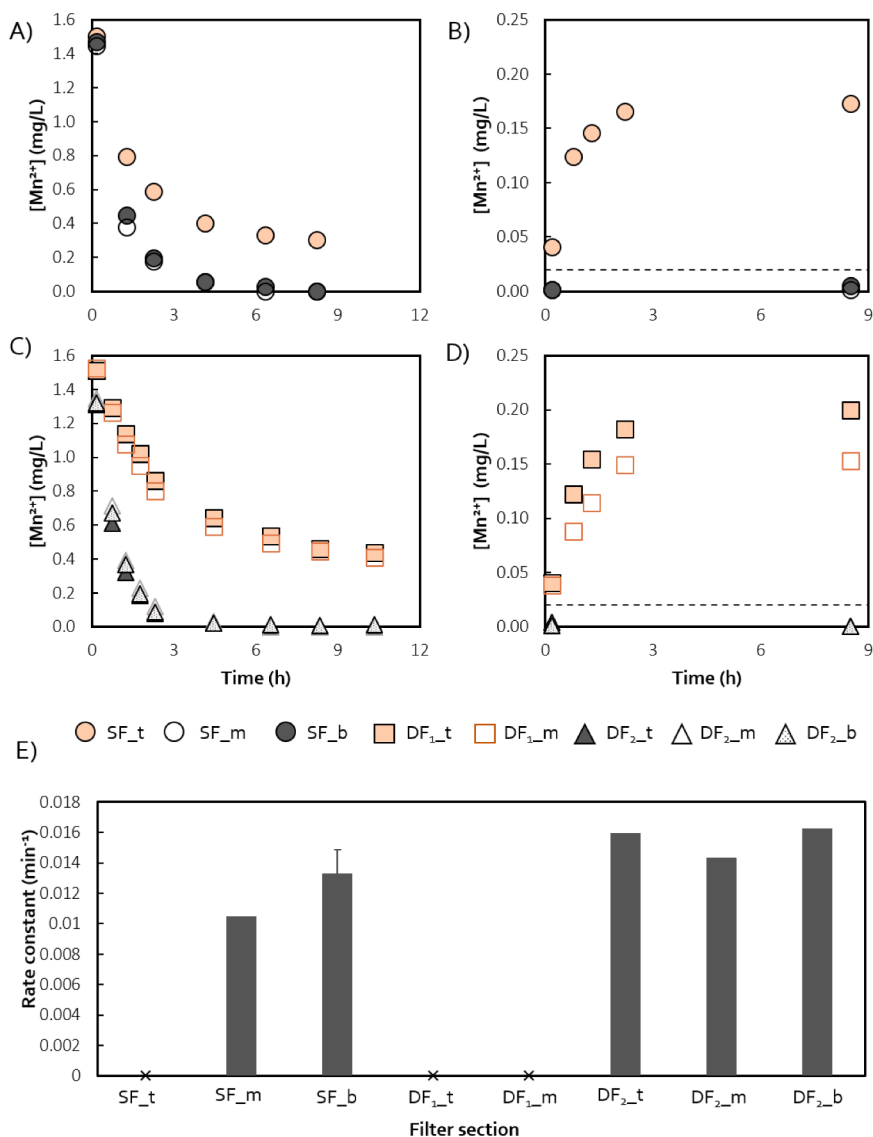 A)
B)
1.6
1.4
1.2
1.0
0.8
0.6
0.4
0.2
0.0
[Mn²⁺] (mg/L)
0 3 6 9 12
0.25
0.20
0.15
0.10
0.05
0.00
[Mn²⁺] (mg/L)
0 3 6 9
C)
D)
1.6
1.4
1.2
1.0
0.8
0.6
0.4
0.2
0.0
[Mn²⁺] (mg/L)
0 3 6 9 12
Time (h)
0.25
0.20
0.15
0.10
0.05
0.00
[Mn²⁺] (mg/L)
0 3 6 9
Time (h)
SF_t SF_m SF_b DF₁_t DF₁_m DF₂_t DF₂_m DF₂_b
E)
0.018
0.016
0.014
0.012
0.01
0.008
0.006
0.004
0.002
0
Rate constant (min⁻¹)
SF_t SF_m SF_b DF₁_t DF₁_m DF₂_t DF₂_m DF₂_b
Filter section